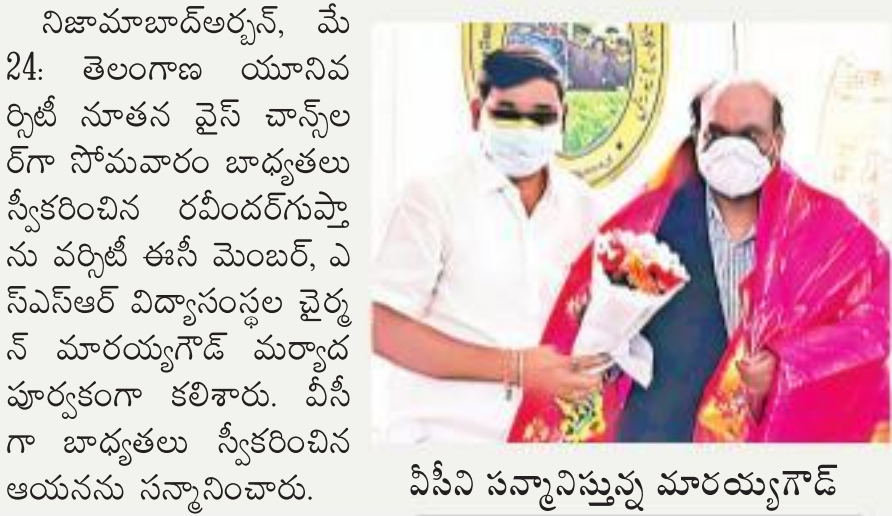 నిజామాబాద్‌అర్బన్, మే
24: తెలంగాణ యూనివ
ర్సిటీ నూతన వైస్ చాన్స్‌ల
ర్‌గా సోమవారం బాధ్యతలు
స్వీకరించిన రవీందర్‌గుప్తా
ను వర్సిటీ ఈసీ మెంబర్, ఎ
స్‌ఎస్‌ఆర్ విద్యాసంస్థల చైర్మ
న్ మారయ్యగౌడ్ మర్యాద
పూర్వకంగా కలిశారు. వీసీ
గా బాధ్యతలు స్వీకరించిన
ఆయనను సన్మానించారు.
వీసీని సన్మానిస్తున్న మారయ్యగౌడ్